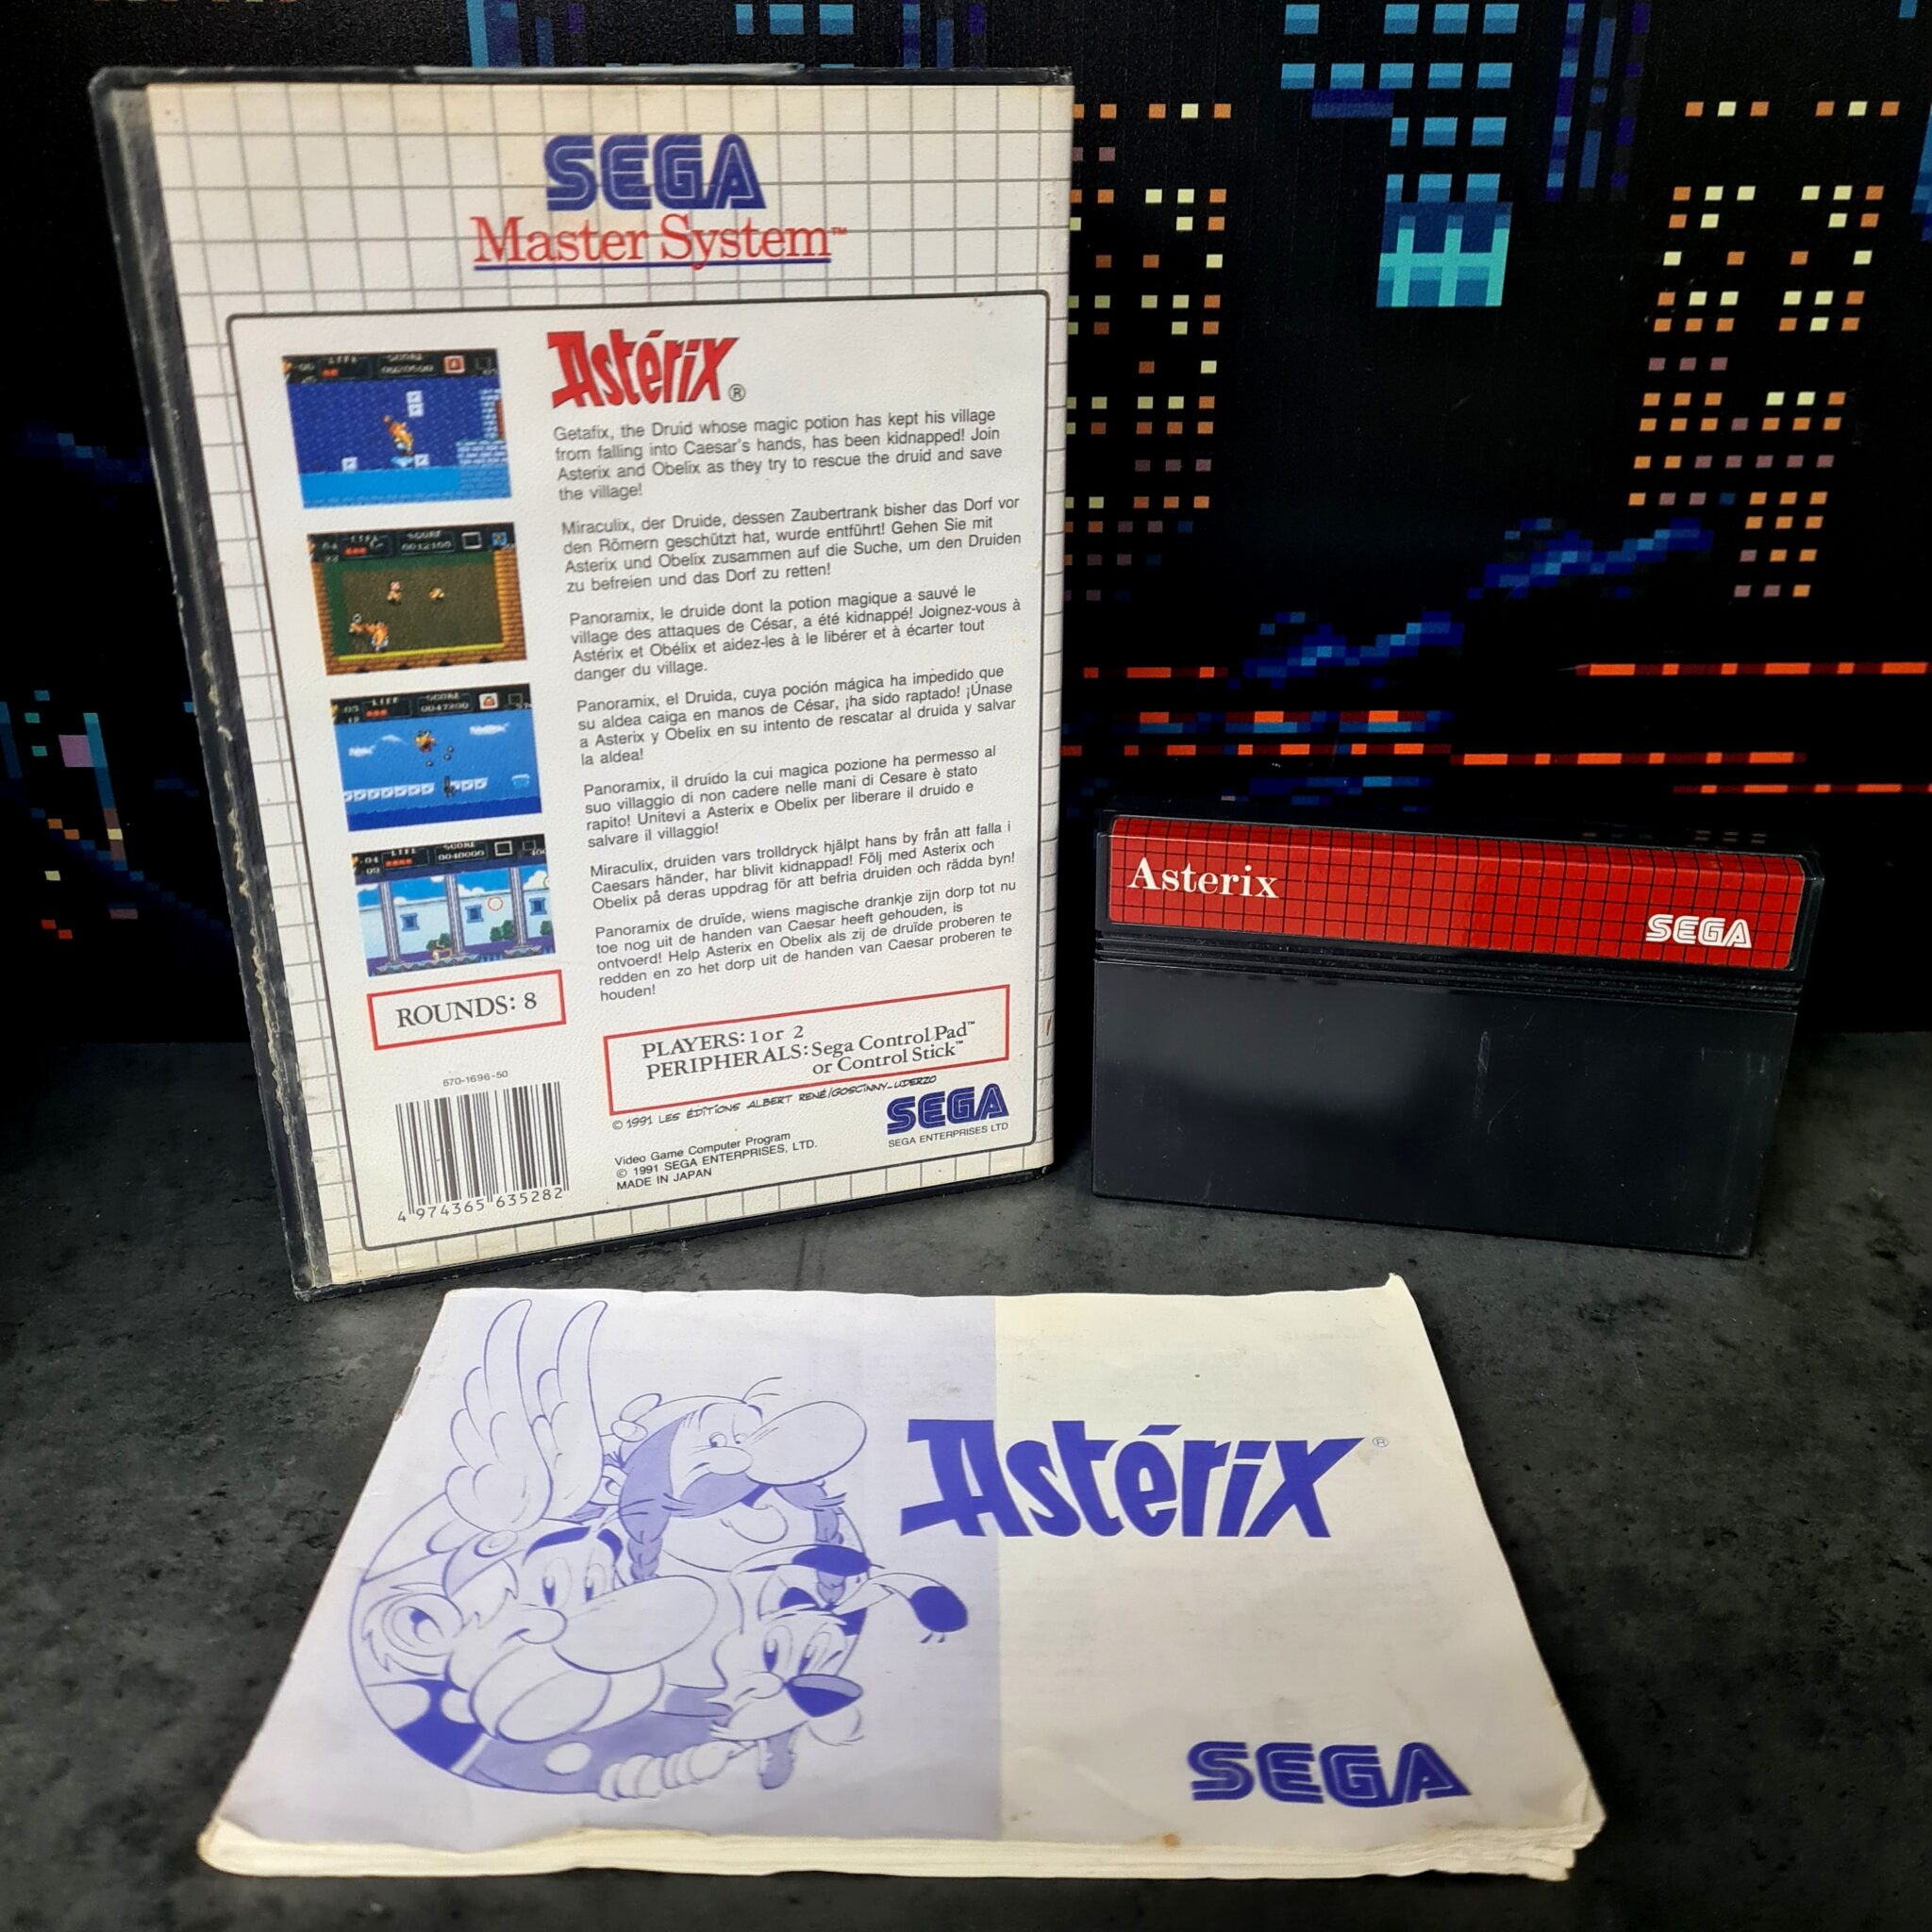 SEGA
Master System™
Astérix®
Getafix, the Druid whose magic potion has kept his village
from falling into Caesar's hands, has been kidnapped! Join
Asterix and Obelix as they try to rescue the druid and save
the village!
Miraculix, der Druide, dessen Zaubertrank bisher das Dorf vor
den Römern geschützt hat, wurde entführt! Gehen Sie mit
Asterix und Obelix zusammen auf die Suche, um den Druiden
zu befreien und das Dorf zu retten!
Panoramix, le druide dont la potion magique a sauvé le
village des attaques de César, a été kidnappé! Joignez-vous à
Astérix et Obélix et aidez-les à le libérer et à écarter tout
danger du village.
Panoramix, el Druida, cuya poción mágica ha impedido que
su aldea caiga en manos de César, ¡ha sido raptado! ¡Únase
a Asterix y Obelix en su intento de rescatar al druida y salvar
la aldea!
Panoramix, il druido la cui magica pozione ha permesso al
suo villaggio di non cadere nelle mani di Cesare è stato
rapito! Unitevi a Asterix e Obelix per liberare il druido e
salvare il villaggio!
Miraculix, druiden vars trolldryck hjälpt hans by från att falla i
Caesars händer, har blivit kidnappad! Följ med Asterix och
Obelix på deras uppdrag för att befria druiden och rädda byn!
Panoramix de druïde, wiens magische drankje zijn dorp tot nu
toe nog uit de handen van Caesar heeft gehouden, is
ontvoerd! Help Asterix en Obelix als zij de druïde proberen te
redden en zo het dorp uit de handen van Caesar proberen te
houden!
LIFE SCORE
SCORE
0012100
LIFE SCORE
0047200
LIFE SCORE
0040000
ROUNDS: 8
PLAYERS: 1 or 2
PERIPHERALS: Sega Control Pad™
or Control Stick™
670-1696-50
4 974365 635282
© 1991 LES ÉDITIONS ALBERT RENÉ/GOSCINNY-UDERZO
Video Game Computer Program
© 1991 SEGA ENTERPRISES, LTD.
MADE IN JAPAN
SEGA
SEGA ENTERPRISES LTD
Asterix
SEGA
Astérix®
SEGA